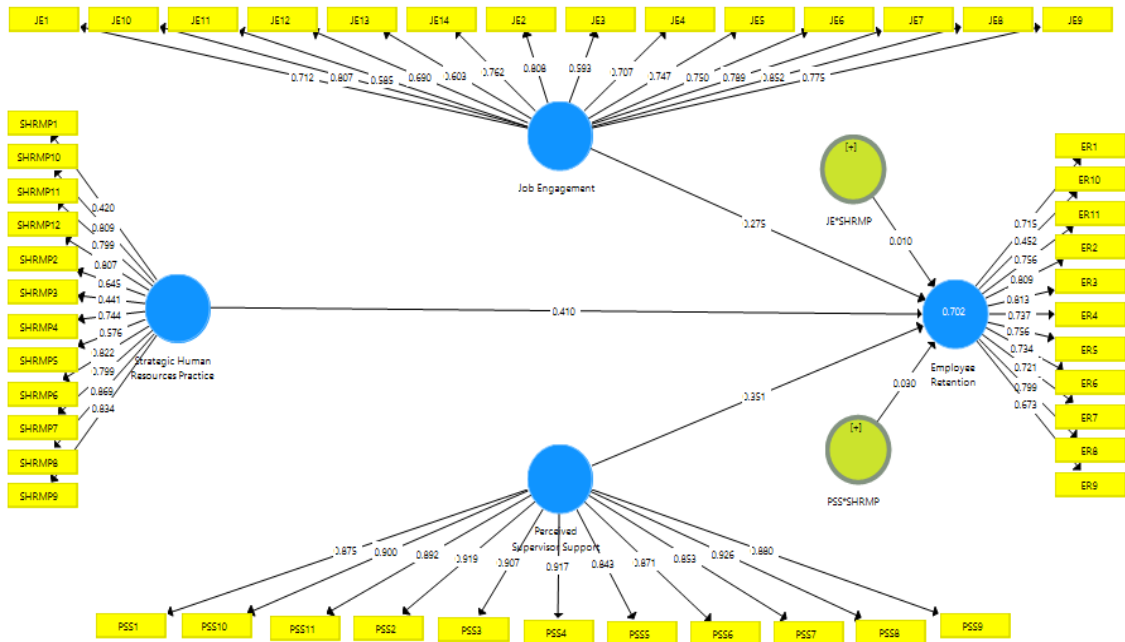 JE1
JE10
JE11
JE12
JE13
JE14
JE2
JE3
JE4
JE5
JE6
JE7
JE8
JE9
0.712
0.807
0.585
0.690
0.603
0.762
0.808
0.593
0.707
0.747
0.750
0.789
0.852
0.775
Job Engagement
SHRMP1
SHRMP10
SHRMP11
SHRMP12
SHRMP2
SHRMP3
SHRMP4
SHRMP5
SHRMP6
SHRMP7
SHRMP8
SHRMP9
0.420
0.809
0.799
0.807
0.645
0.441
0.744
0.576
0.822
0.799
0.869
0.834
Strategic Human
Resources Practice
[+]
JE*SHRMP
0.275
0.010
0.410
0.351
0.030
0.702
Employee
Retention
[+]
PSS*SHRMP
ER1
ER10
ER11
ER2
ER3
ER4
ER5
ER6
ER7
ER8
ER9
0.715
0.452
0.756
0.809
0.813
0.737
0.756
0.734
0.721
0.799
0.673
Perceived
Supervisor Support
0.875
0.900
0.892
0.919
0.907
0.917
0.843
0.871
0.853
0.926
0.880
PSS1
PSS10
PSS11
PSS2
PSS3
PSS4
PSS5
PSS6
PSS7
PSS8
PSS9